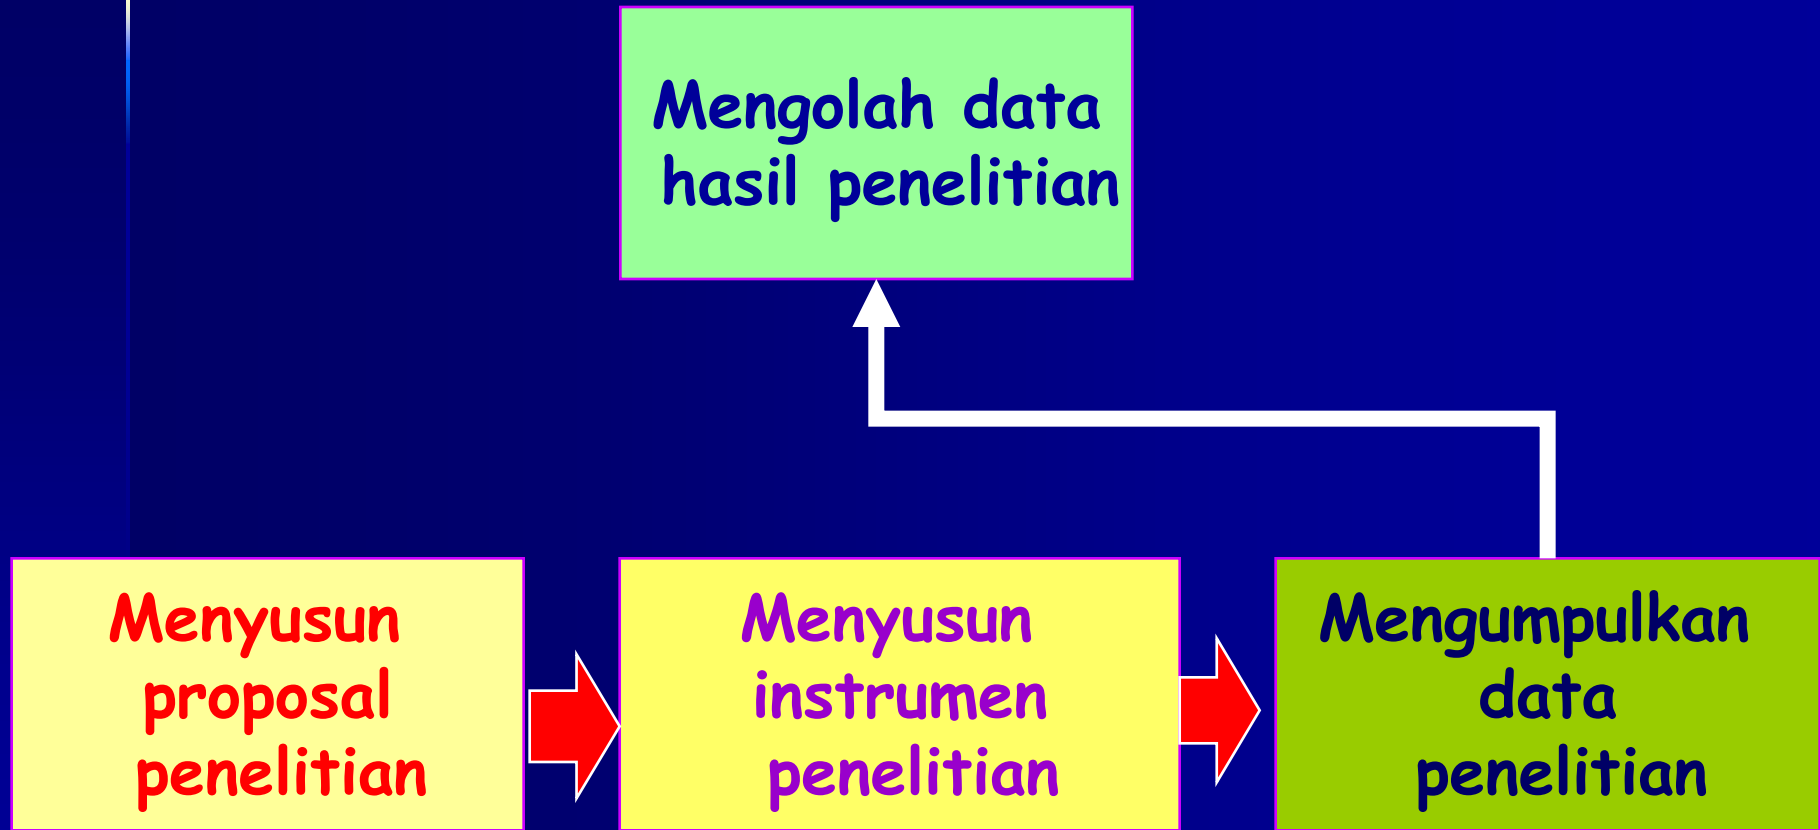 Mengolah data
hasil penelitian
Menyusun
proposal
penelitian
Menyusun
instrumen
penelitian
Mengumpulkan
data
penelitian